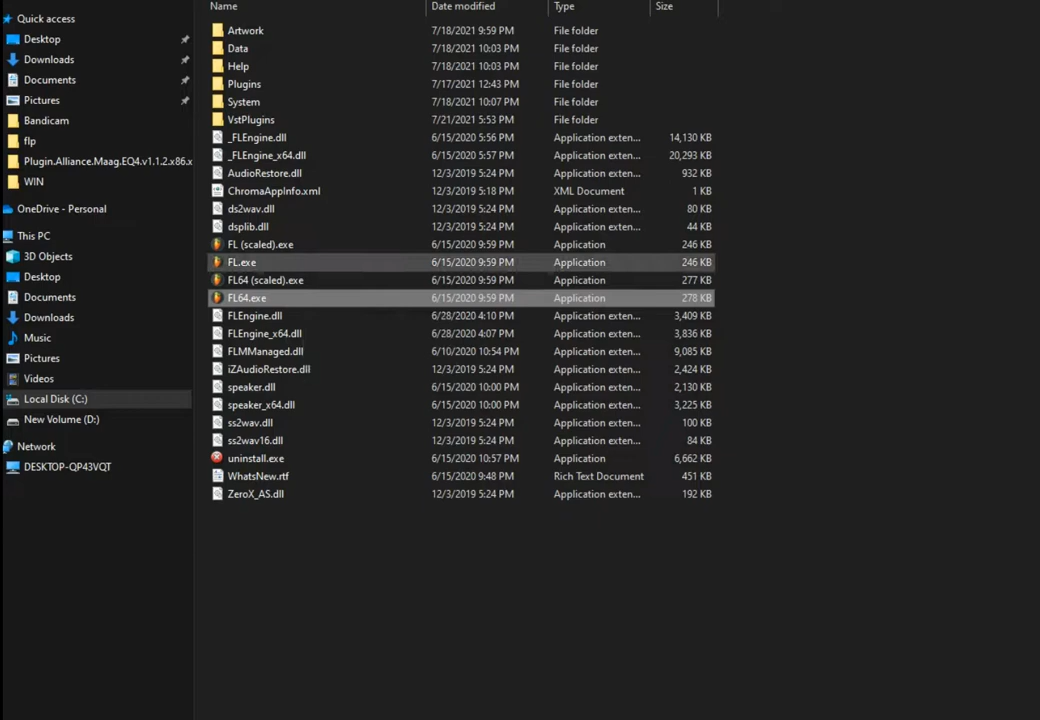 Name Date modified Type Size
Quick access
Desktop
Downloads
Documents
Pictures
Bandicam
flp
Plugin.Alliance.Maag.EQ4.v1.1.2.x86.x
WIN
OneDrive - Personal
This PC
3D Objects
Desktop
Documents
Downloads
Music
Pictures
Videos
Local Disk (C:)
New Volume (D:)
Network
DESKTOP-QP43VQT
Artwork 7/18/2021 9:59 PM File folder
Data 7/18/2021 10:03 PM File folder
Help 7/18/2021 10:03 PM File folder
Plugins 7/17/2021 12:43 PM File folder
System 7/18/2021 10:07 PM File folder
VstPlugins 7/21/2021 5:53 PM File folder
_FLEngine.dll 6/15/2020 5:56 PM Application exten... 14,130 KB
_FLEngine_x64.dll 6/15/2020 5:57 PM Application exten... 20,293 KB
AudioRestore.dll 12/3/2019 5:24 PM Application exten... 932 KB
ChromaAppInfo.xml 12/3/2019 5:18 PM XML Document 1 KB
ds2wav.dll 12/3/2019 5:24 PM Application exten... 80 KB
dsplib.dll 12/3/2019 5:24 PM Application exten... 44 KB
FL (scaled).exe 6/15/2020 9:59 PM Application 246 KB
FL.exe 6/15/2020 9:59 PM Application 246 KB
FL64 (scaled).exe 6/15/2020 9:59 PM Application 277 KB
FL64.exe 6/15/2020 9:59 PM Application 278 KB
FLEngine.dll 6/28/2020 4:10 PM Application exten... 3,409 KB
FLEngine_x64.dll 6/28/2020 4:07 PM Application exten... 3,836 KB
FLMManaged.dll 6/10/2020 10:54 PM Application exten... 9,085 KB
iZAudioRestore.dll 12/3/2019 5:24 PM Application exten... 2,424 KB
speaker.dll 6/15/2020 10:00 PM Application exten... 2,130 KB
speaker_x64.dll 6/15/2020 10:00 PM Application exten... 3,225 KB
ss2wav.dll 12/3/2019 5:24 PM Application exten... 100 KB
ss2wav16.dll 12/3/2019 5:24 PM Application exten... 84 KB
uninstall.exe 6/15/2020 10:57 PM Application 6,662 KB
WhatsNew.rtf 6/15/2020 9:48 PM Rich Text Document 451 KB
ZeroX_AS.dll 12/3/2019 5:24 PM Application exten... 192 KB